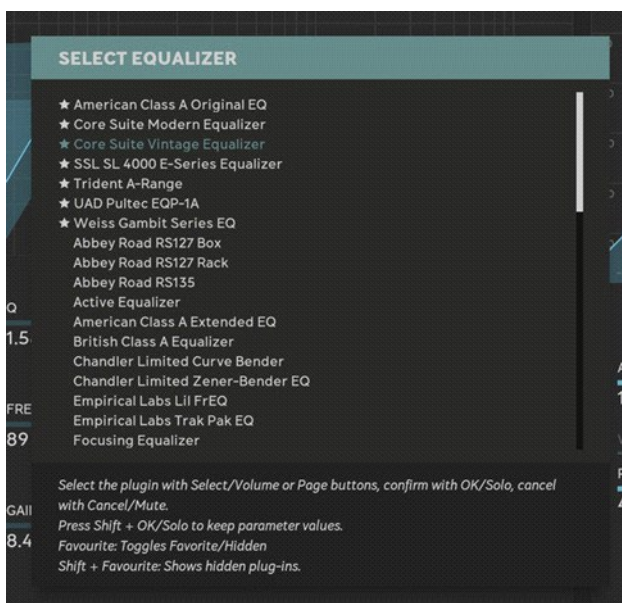 SELECT EQUALIZER
★ American Class A Original EQ
★ Core Suite Modern Equalizer
★ Core Suite Vintage Equalizer
★ SSL SL 4000 E-Series Equalizer
★ Trident A-Range
★ UAD Pultec EQP-1A
★ Weiss Gambit Series EQ
Abbey Road RS127 Box
Abbey Road RS127 Rack
Abbey Road RS135
Active Equalizer
American Class A Extended EQ
British Class A Equalizer
Chandler Limited Curve Bender
Chandler Limited Zener-Bender EQ
Empirical Labs Lil FrEQ
Empirical Labs Trak Pak EQ
Focusing Equalizer
Q
1.5
FRE
89
GAI
8.4
Select the plugin with Select/Volume or Page buttons, confirm with OK/Solo, cancel
with Cancel/Mute.
Press Shift + OK/Solo to keep parameter values.
Favourite: Toggles Favorite/Hidden
Shift + Favourite: Shows hidden plug-ins.